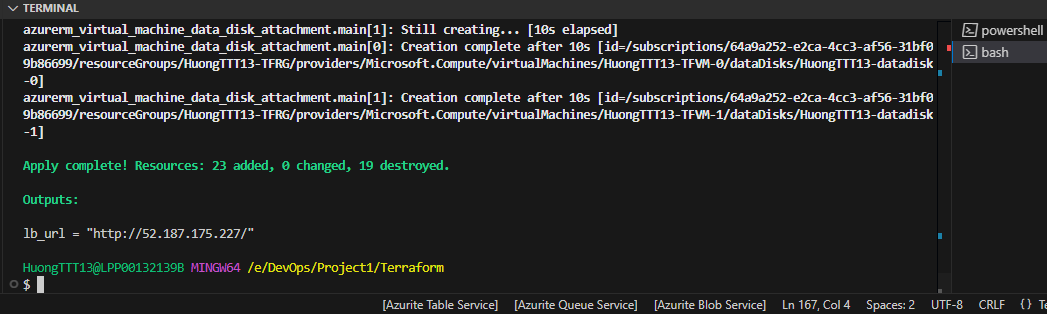 TERMINAL
azurerm_virtual_machine_data_disk_attachment.main[1]: Still creating... [10s elapsed]
azurerm_virtual_machine_data_disk_attachment.main[0]: Creation complete after 10s [id=/subscriptions/64a9a252-e2ca-4cc3-af56-31bf0
9b86699/resourceGroups/HuongTTT13-TFRG/providers/Microsoft.Compute/virtualMachines/HuongTTT13-TFVM-0/dataDisks/HuongTTT13-datadisk
-0]
azurerm_virtual_machine_data_disk_attachment.main[1]: Creation complete after 10s [id=/subscriptions/64a9a252-e2ca-4cc3-af56-31bf0
9b86699/resourceGroups/HuongTTT13-TFRG/providers/Microsoft.Compute/virtualMachines/HuongTTT13-TFVM-1/dataDisks/HuongTTT13-datadisk
-1]
Apply complete! Resources: 23 added, 0 changed, 19 destroyed.
Outputs:
lb_url = "http://52.187.175.227/"
HuongTTT13@LPP00132139B MINGW64 /e/DevOps/Project1/Terraform
$
powershell
bash
[Azurite Table Service] [Azurite Queue Service] [Azurite Blob Service] Ln 167, Col 4 Spaces: 2 UTF-8 CRLF {} Te